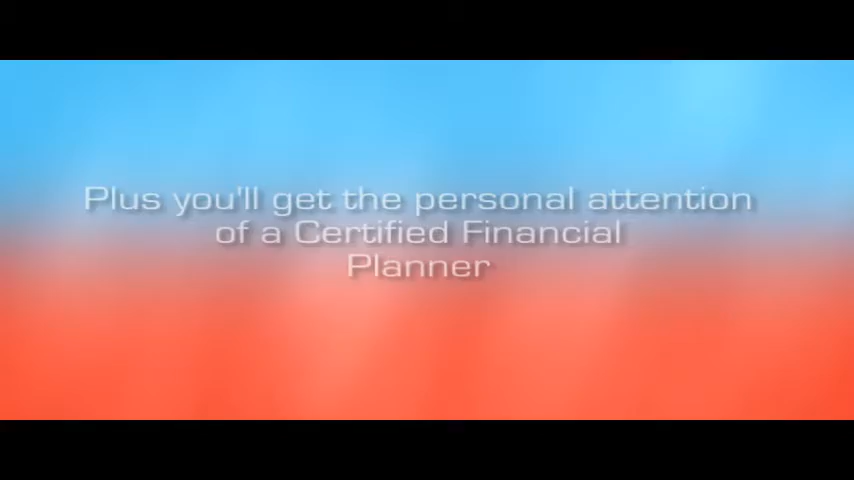 Plus you'll get the personal attention
of a Certified Financial
Planner